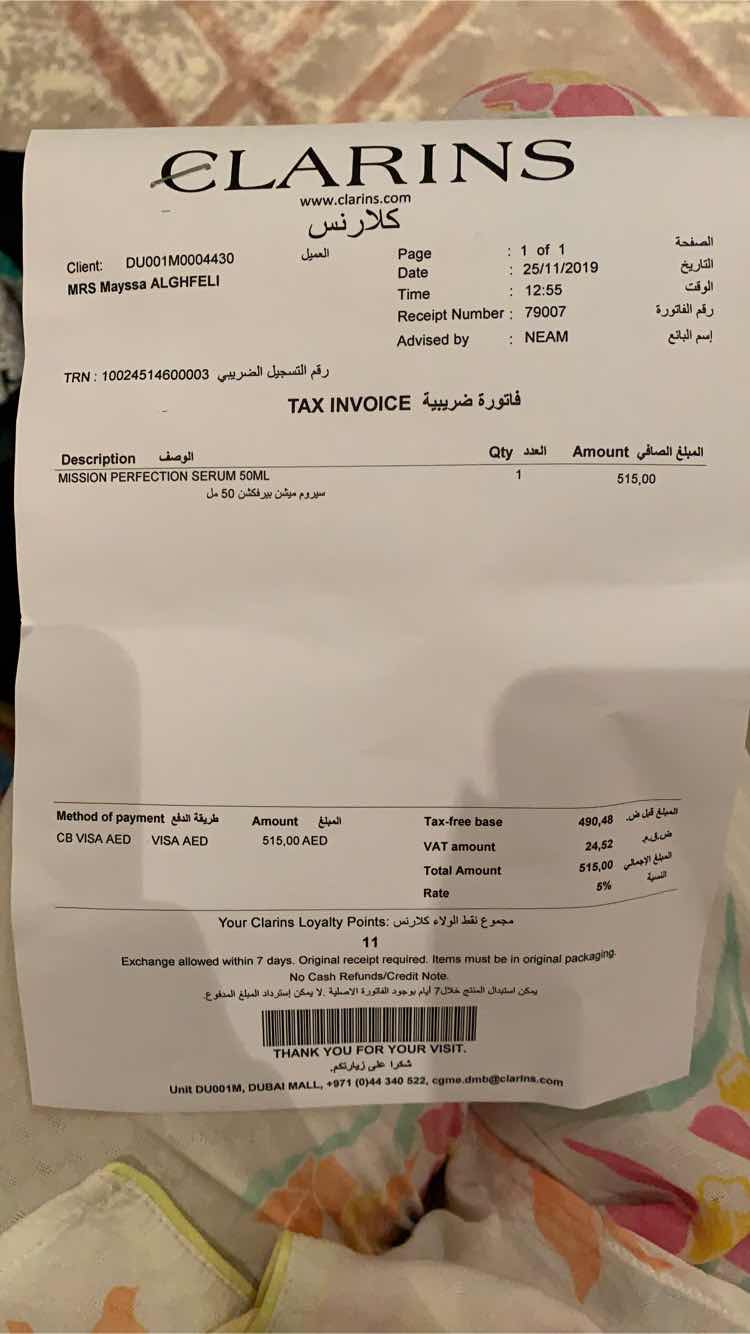 CLARINS
www.clarins.com
كلارنس
Client: DU001M0004430 العميل
MRS Mayssa ALGHFELI
Page : 1 of 1 الصفحة
Date : 25/11/2019 التاريخ
Time : 12:55 الوقت
Receipt Number : 79007 رقم الفاتورة
Advised by : NEAM إسم البائع
TRN : 10024514600003 رقم التسجيل الضريبي
TAX INVOICE فاتورة ضريبية
Description الوصف Qty العدد Amount المبلغ الصافي
MISSION PERFECTION SERUM 50ML 1 515,00
سيروم ميشن بيرفكشن 50 مل
Method of payment طريقة الدفع Amount المبلغ
CB VISA AED VISA AED 515,00 AED
Tax-free base 490,48 المبلغ قبل ض.
VAT amount 24,52 ض.ق.م
Total Amount 515,00 المبلغ الإجمالي
Rate 5% النسبة
Your Clarins Loyalty Points: مجموع نقط الولاء كلارنس
11
Exchange allowed within 7 days. Original receipt required. Items must be in original packaging.
No Cash Refunds/Credit Note.
يمكن استبدال المنتج خلال7 أيام بوجود الفاتورة الاصلية .لا يمكن إسترداد المبلغ المدفوع.
THANK YOU FOR YOUR VISIT.
شكرا على زيارتكم.
Unit DU001M, DUBAI MALL, +971 (0)44 340 522, cgme.dmb@clarins.com